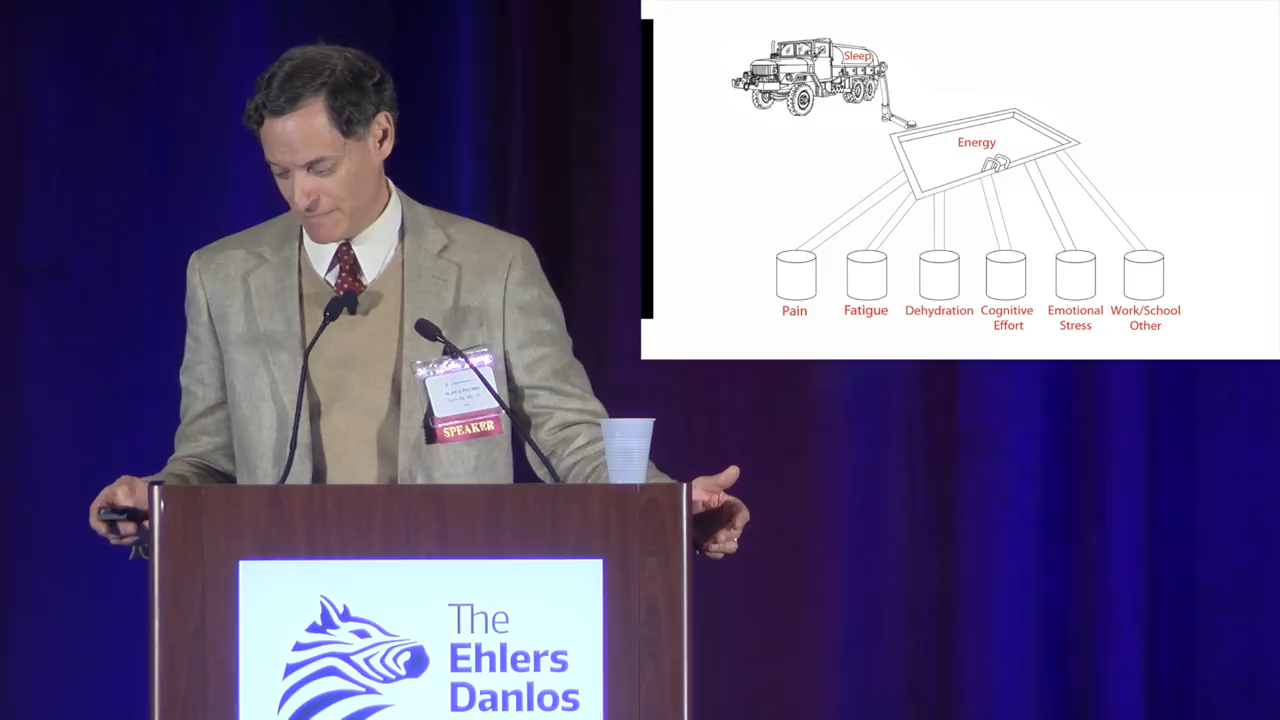 Sleep
Energy
Pain
Fatigue
Dehydration
Cognitive
Effort
Emotional
Stress
Work/School
Other
SPEAKER
The
Ehlers
Danlos